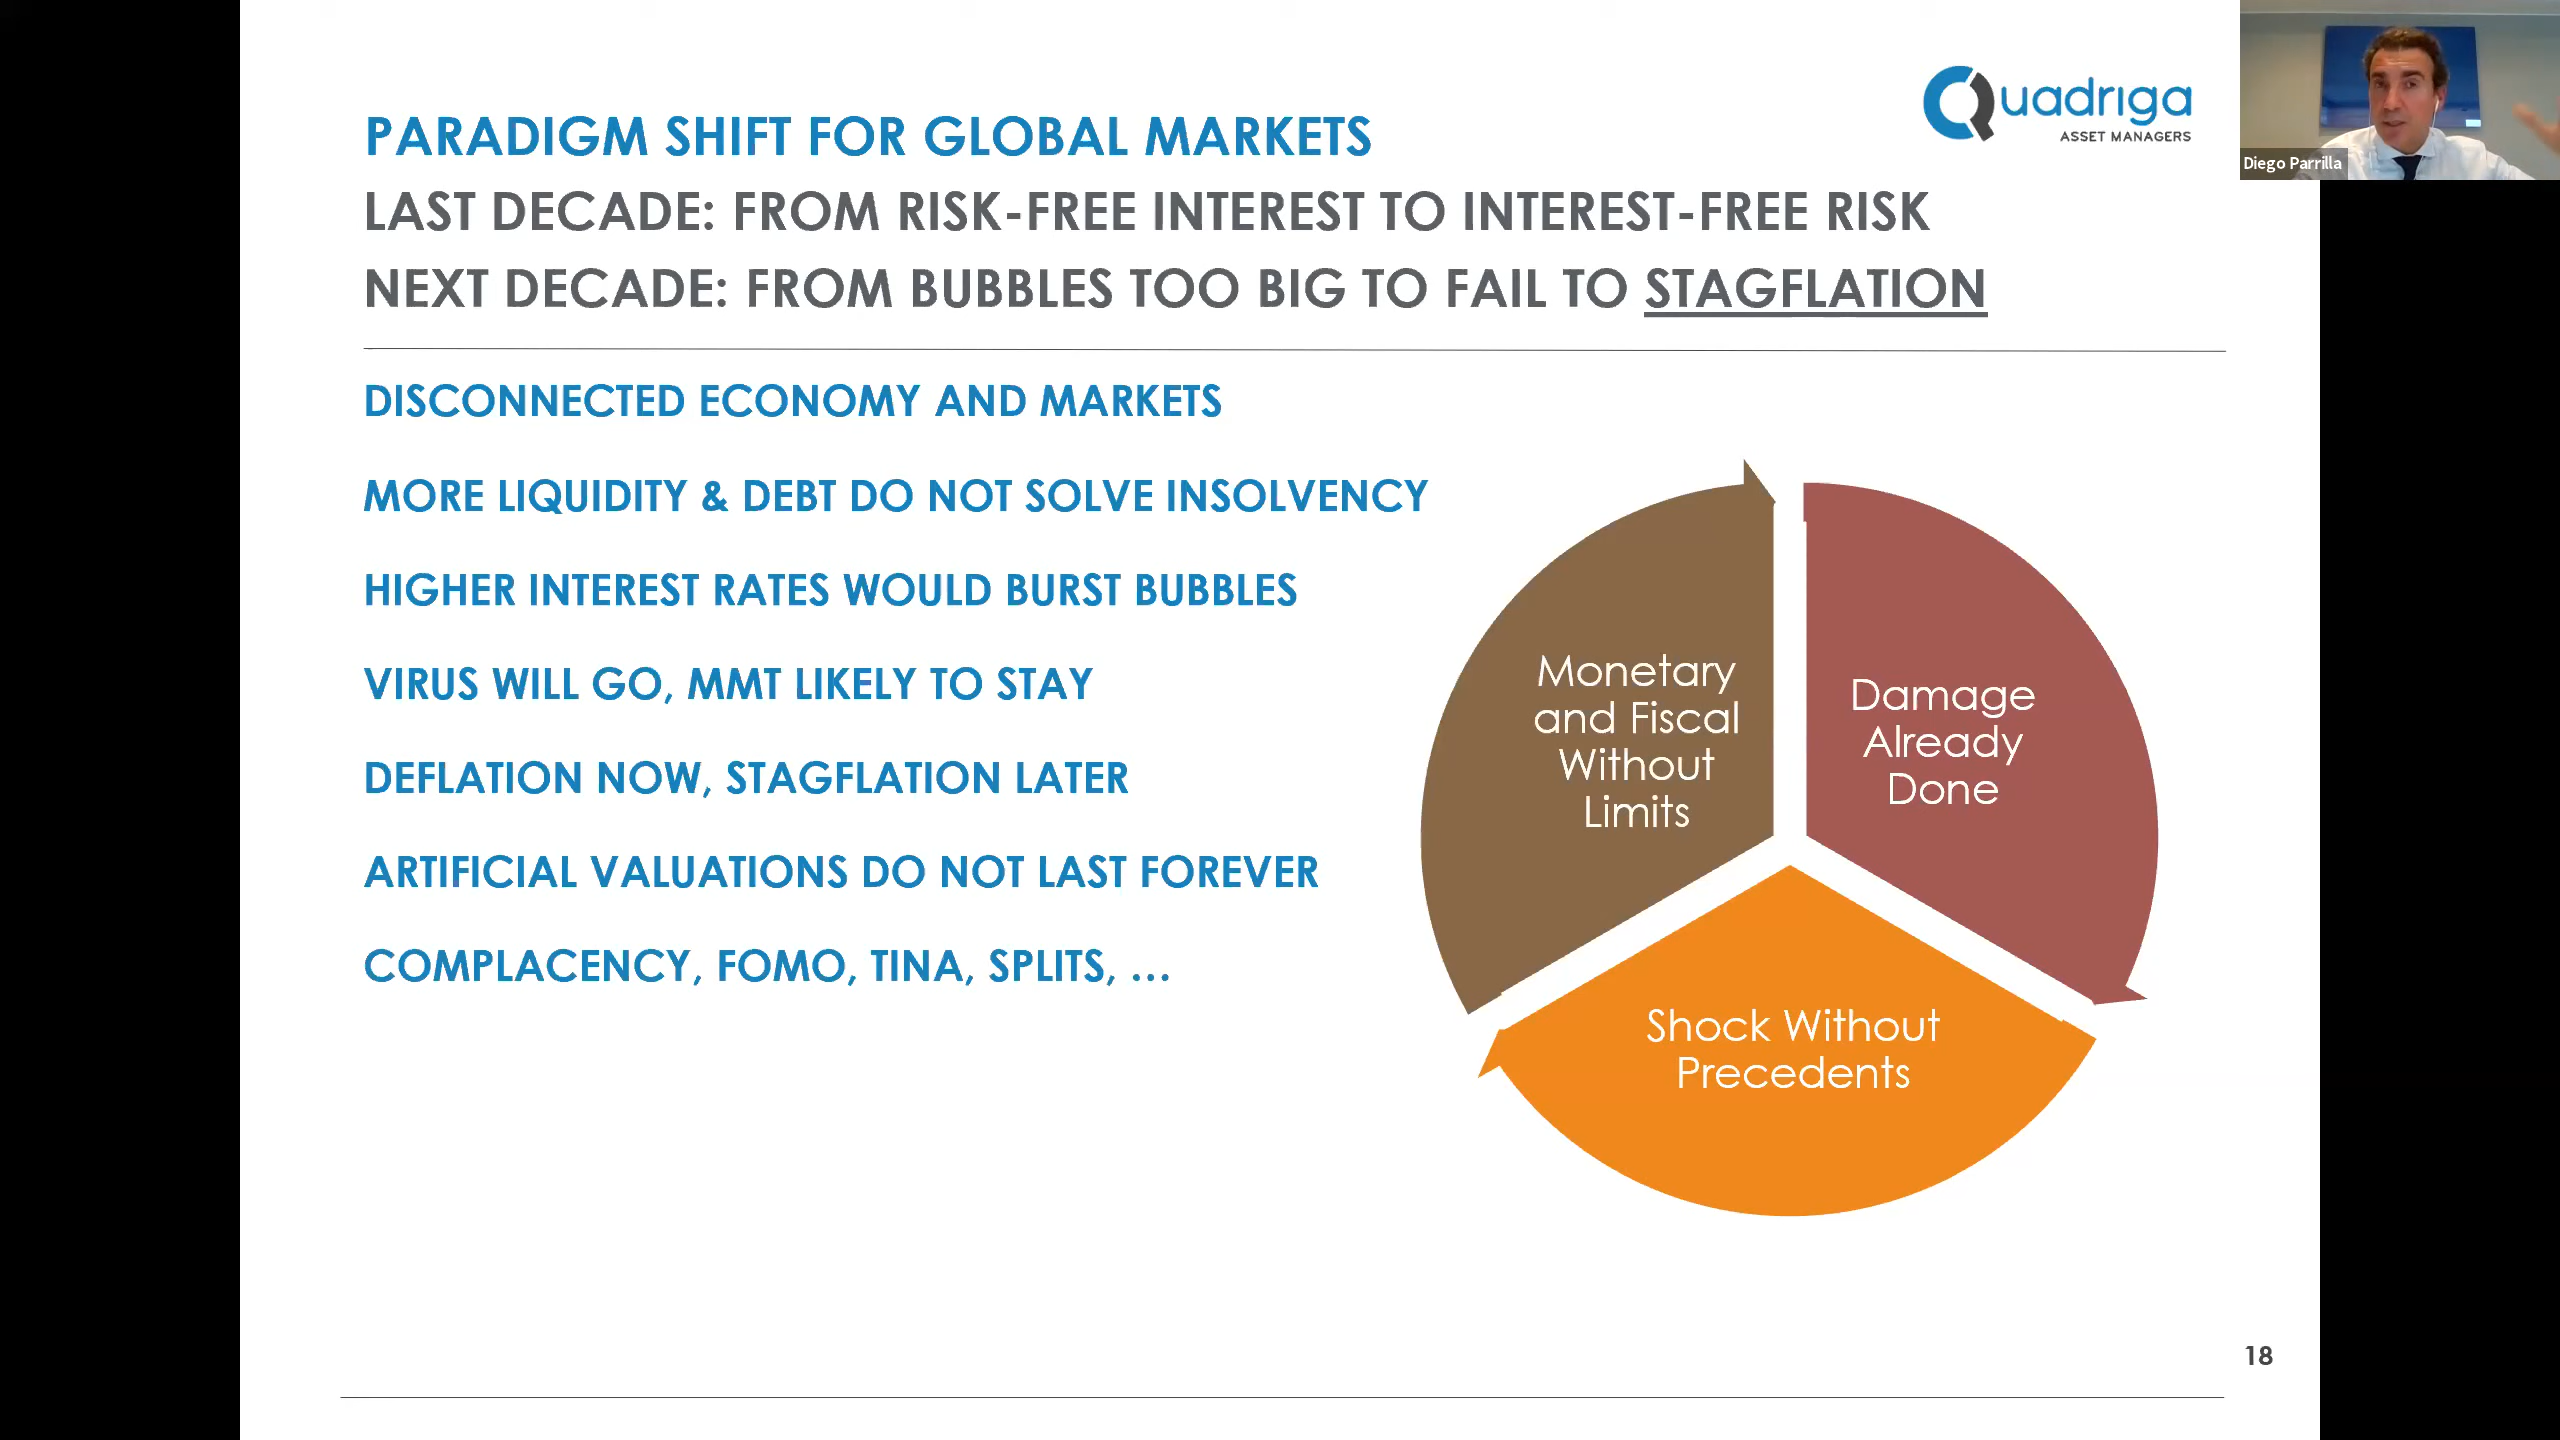 Quadriga
ASSET MANAGERS
Diego Parrilla
PARADIGM SHIFT FOR GLOBAL MARKETS
LAST DECADE: FROM RISK-FREE INTEREST TO INTEREST-FREE RISK
NEXT DECADE: FROM BUBBLES TOO BIG TO FAIL TO STAGFLATION
DISCONNECTED ECONOMY AND MARKETS
MORE LIQUIDITY & DEBT DO NOT SOLVE INSOLVENCY
HIGHER INTEREST RATES WOULD BURST BUBBLES
VIRUS WILL GO, MMT LIKELY TO STAY
DEFLATION NOW, STAGFLATION LATER
ARTIFICIAL VALUATIONS DO NOT LAST FOREVER
COMPLACENCY, FOMO, TINA, SPLITS, ...
Monetary
and Fiscal
Without
Limits
Damage
Already
Done
Shock Without
Precedents
18